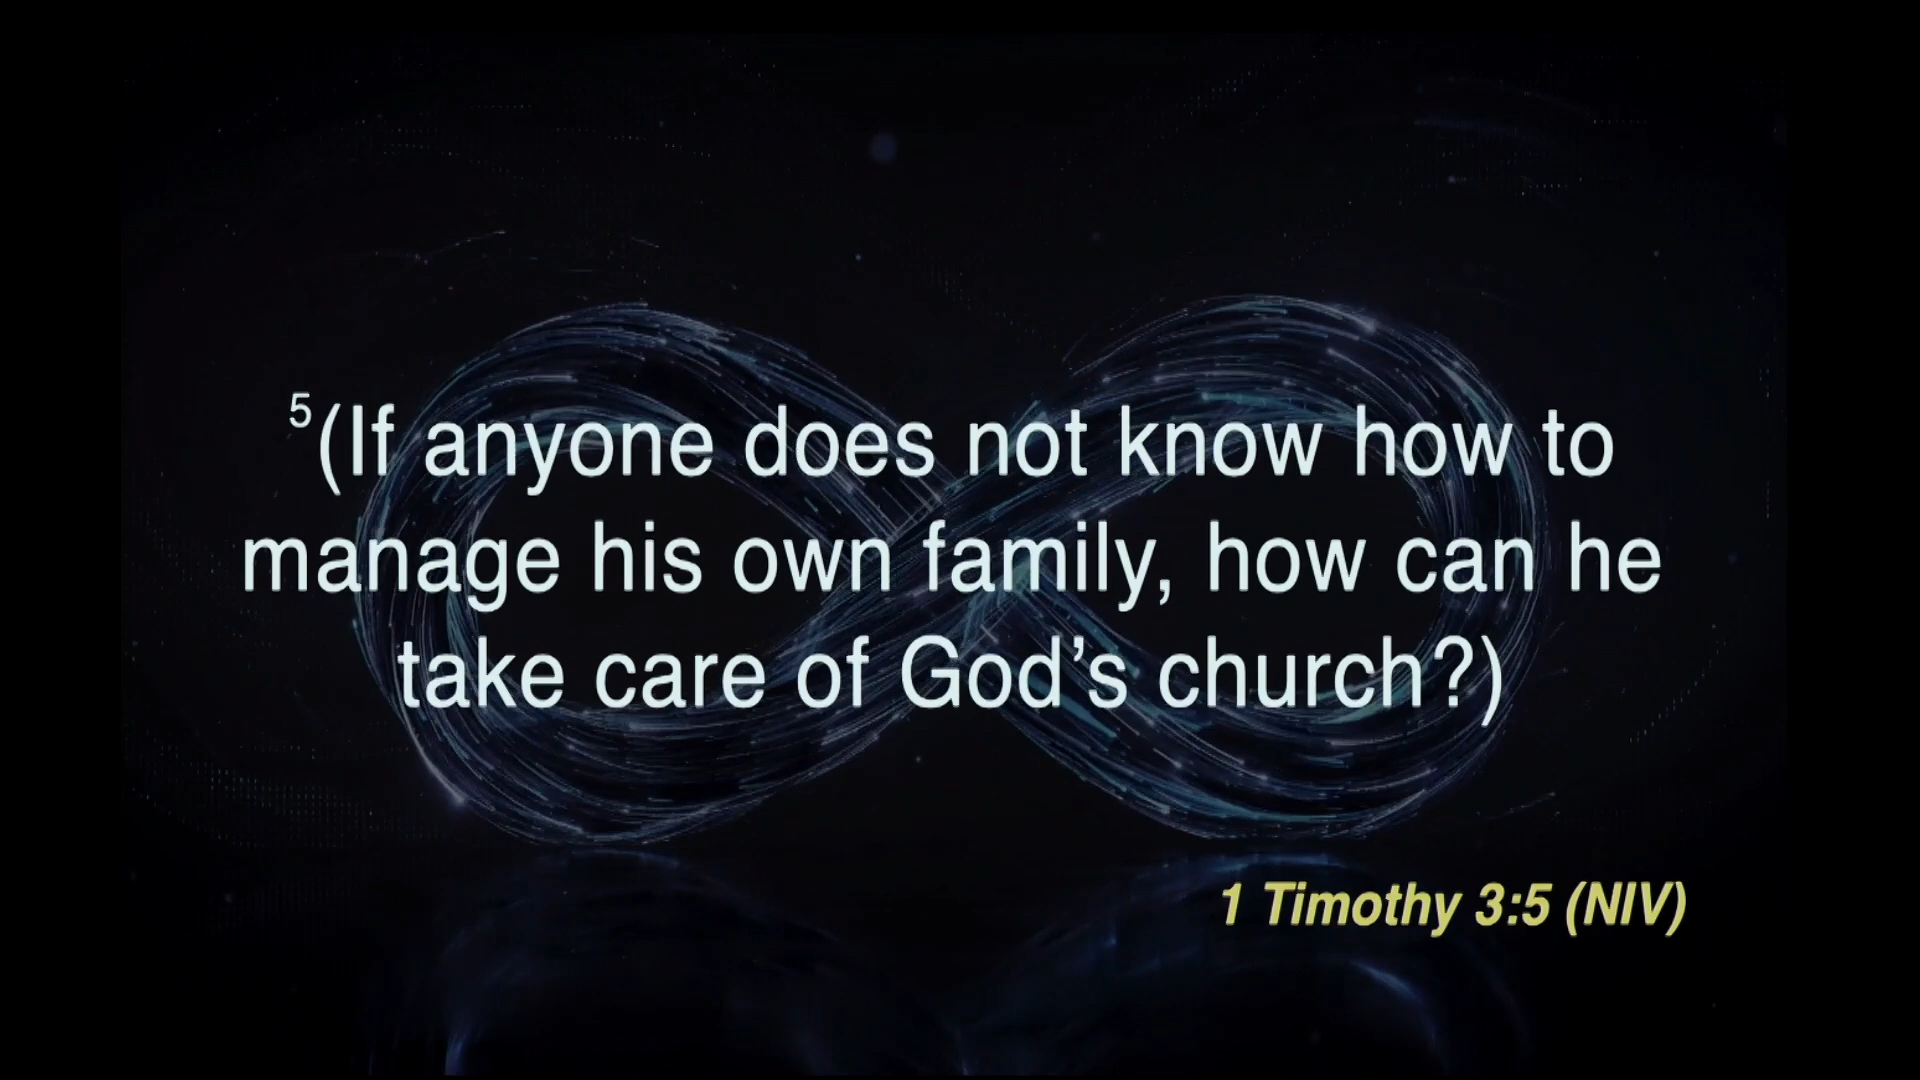 ⁵(If anyone does not know how to
manage his own family, how can he
take care of God’s church?)
1 Timothy 3:5 (NIV)